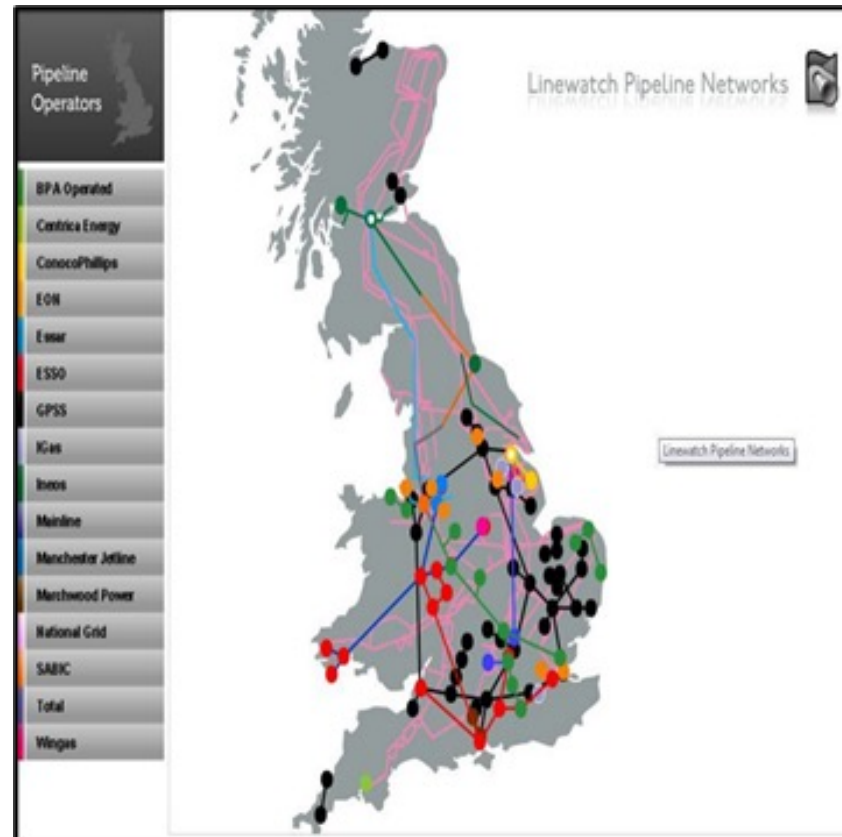 Pipeline
Operators
Linewatch Pipeline Networks
BPA Operated
Centrica Energy
ConocoPhillips
EON
Essar
ESSO
GPSS
IGas
Ineos
Mainline
Manchester Jetline
Marchwood Power
National Grid
SABIC
Total
Wingas
Linewatch Pipeline Networks